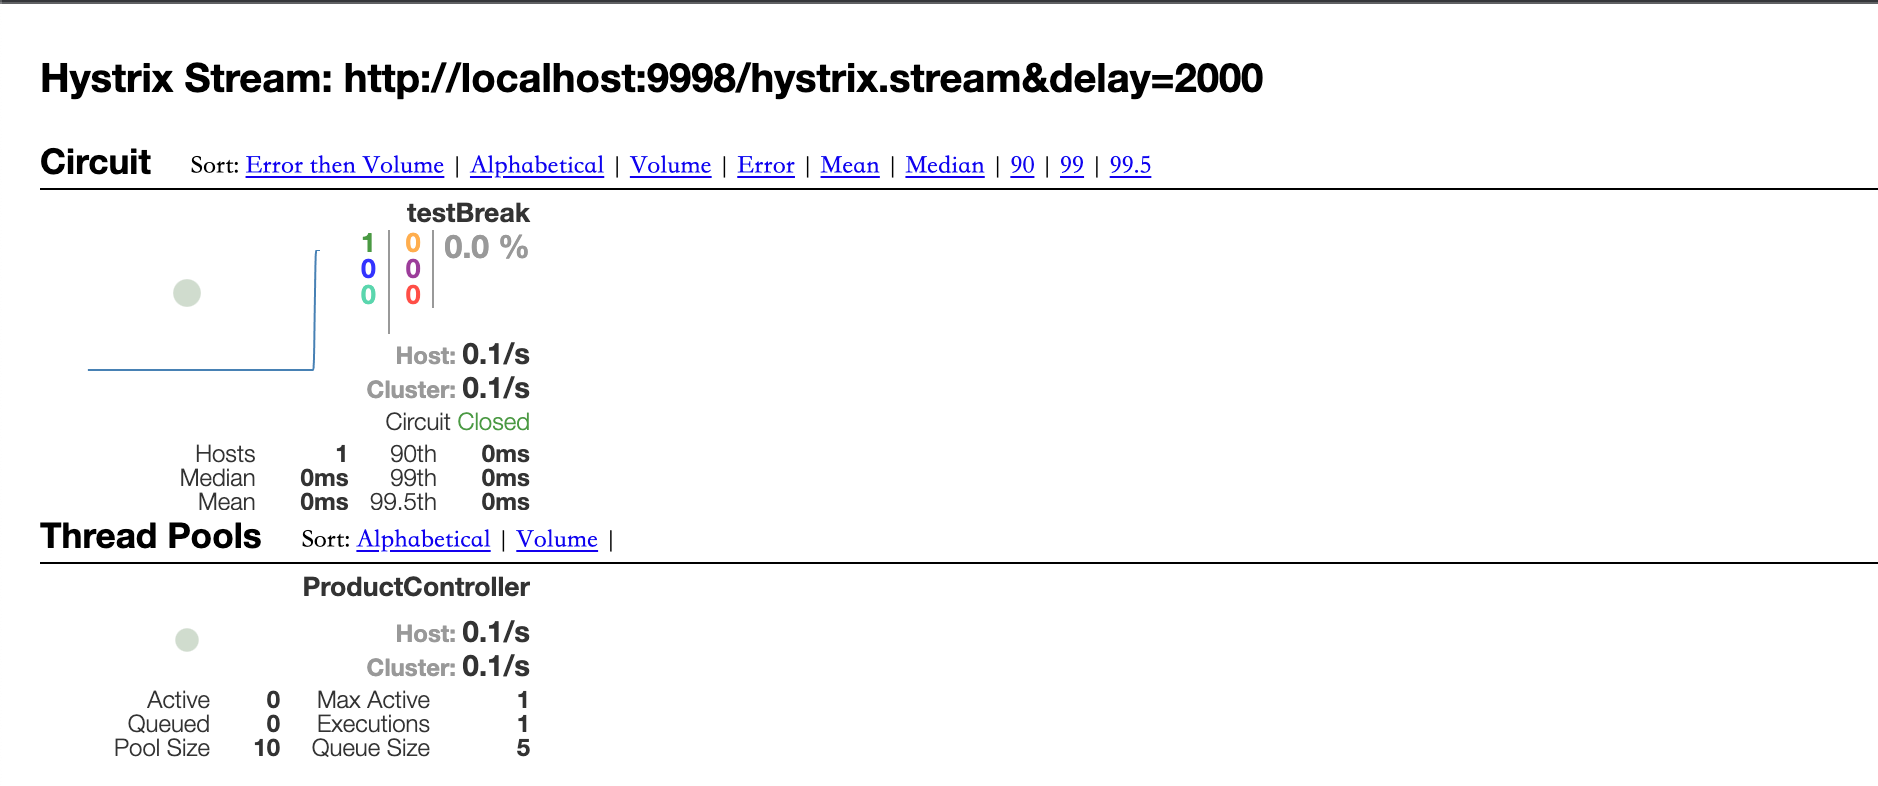 Hystrix Stream: http://localhost:9998/hystrix.stream&delay=2000
Circuit Sort: Error then Volume | Alphabetical | Volume | Error | Mean | Median | 90 | 99 | 99.5
testBreak
1 0 0.0 %
0 0
0 0
Host: 0.1/s
Cluster: 0.1/s
Circuit Closed
Hosts 1 90th 0ms
Median 0ms 99th 0ms
Mean 0ms 99.5th 0ms
Thread Pools Sort: Alphabetical | Volume |
ProductController
Host: 0.1/s
Cluster: 0.1/s
Active 0 Max Active 1
Queued 0 Executions 1
Pool Size 10 Queue Size 5